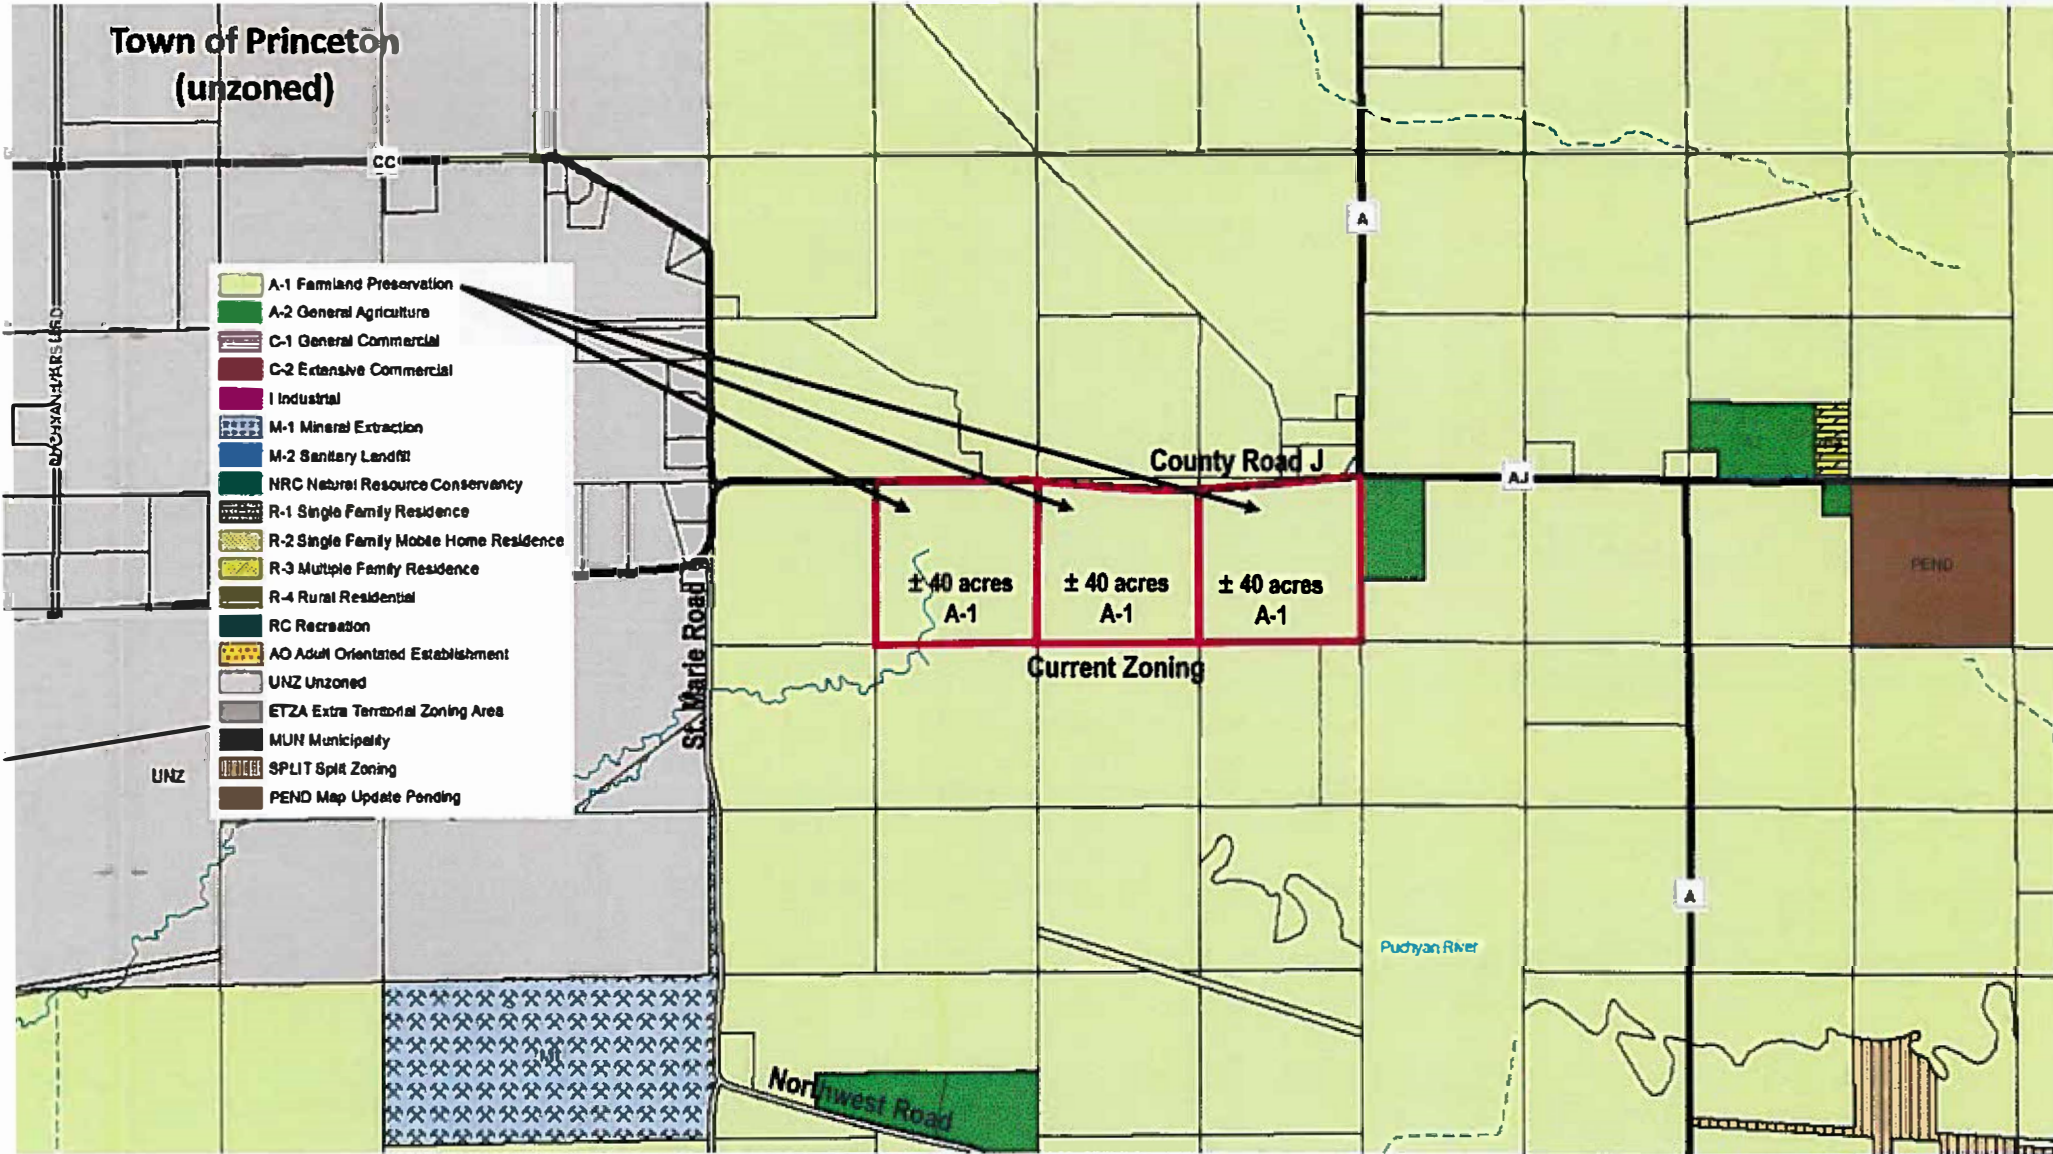 Town of Princeton
(unzoned)
CC
A
A-1 Farmland Preservation
A-2 General Agriculture
C-1 General Commercial
C-2 Extensive Commercial
I Industrial
M-1 Mineral Extraction
M-2 Sanitary Landfill
NRC Natural Resource Conservancy
R-1 Single Family Residence
R-2 Single Family Mobile Home Residence
R-3 Multiple Family Residence
R-4 Rural Residential
RC Recreation
AO Adult Orientated Establishment
UNZ Unzoned
ETZA Extra Territorial Zoning Area
MUN Municipality
SPLIT Split Zoning
PEND Map Update Pending
County Road J
AJ
PEND
± 40 acres
A-1
± 40 acres
A-1
± 40 acres
A-1
Current Zoning
St. Marie Road
UNZ
A
Puchyan River
Northwest Road